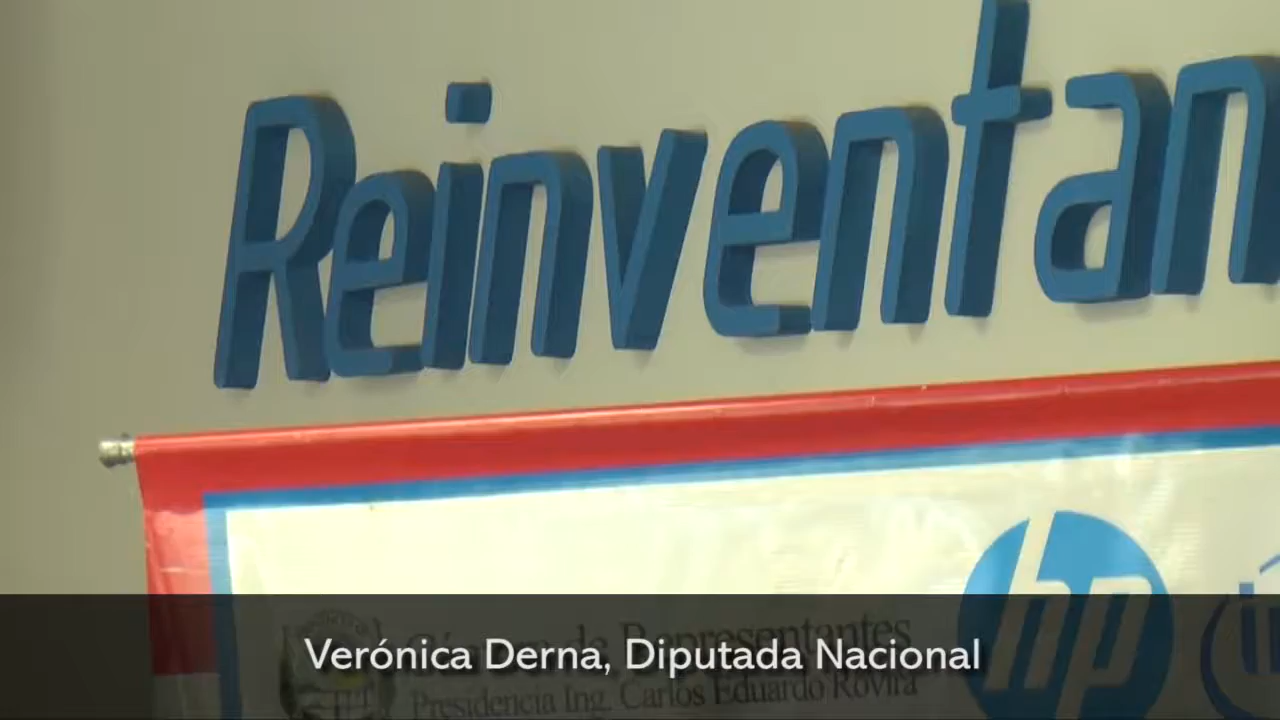 Reinventan
hp
Cámara de Representantes
Verónica Derna, Diputada Nacional
Presidencia Ing. Carlos Eduardo Rovira